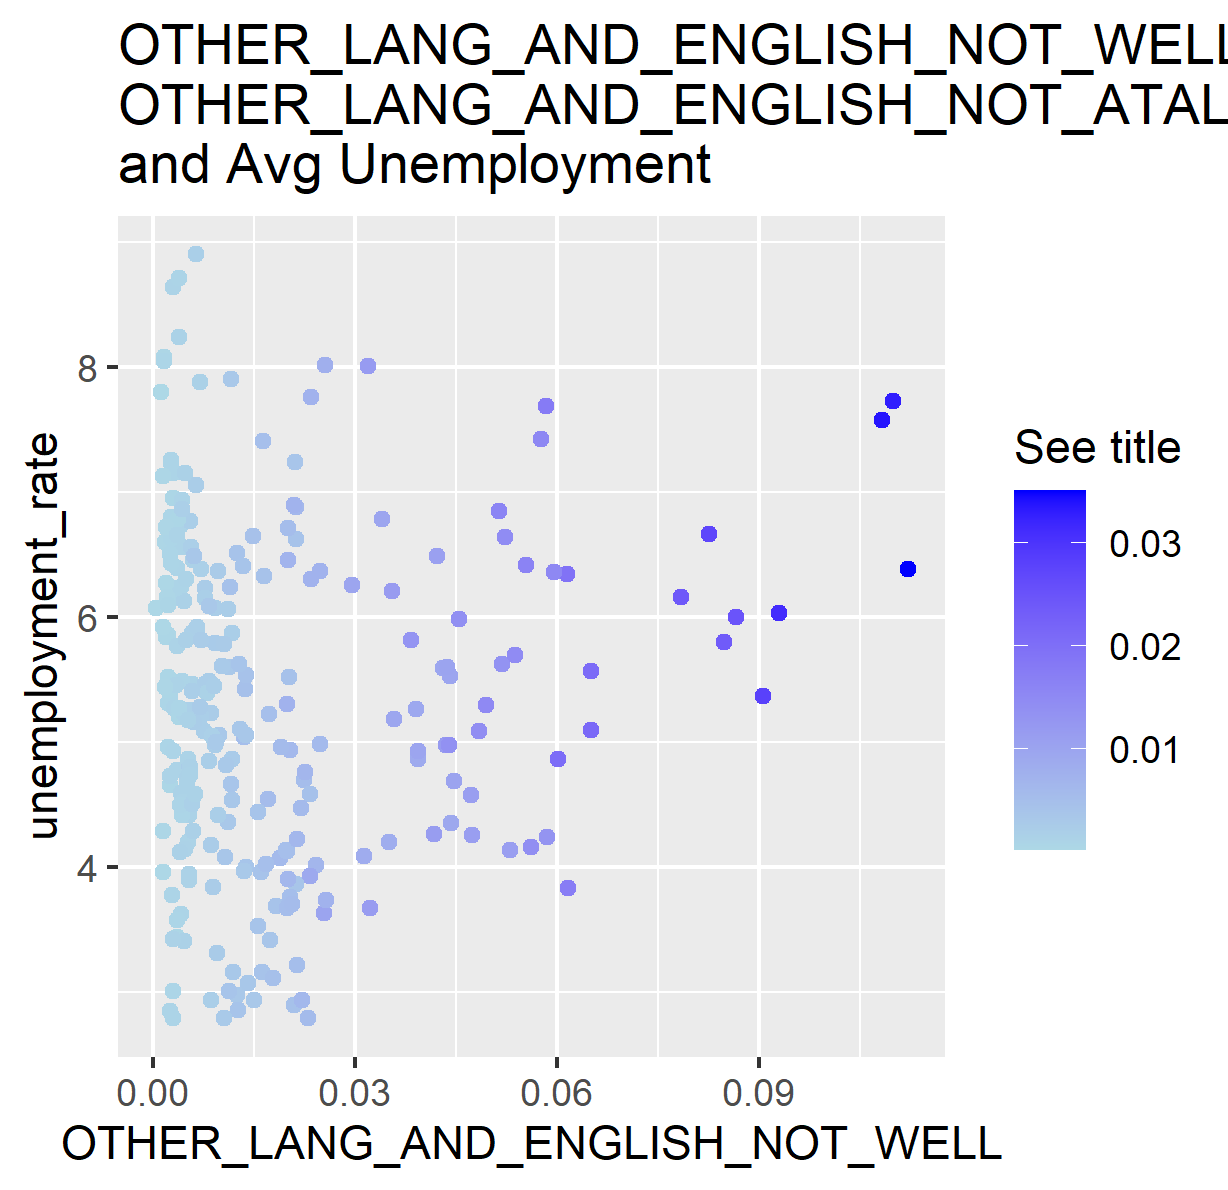 OTHER_LANG_AND_ENGLISH_NOT_WELL
OTHER_LANG_AND_ENGLISH_NOT_ATAL
and Avg Unemployment
8
6
4
unemployment_rate
0.00 0.03 0.06 0.09
OTHER_LANG_AND_ENGLISH_NOT_WELL
See title
0.03
0.02
0.01